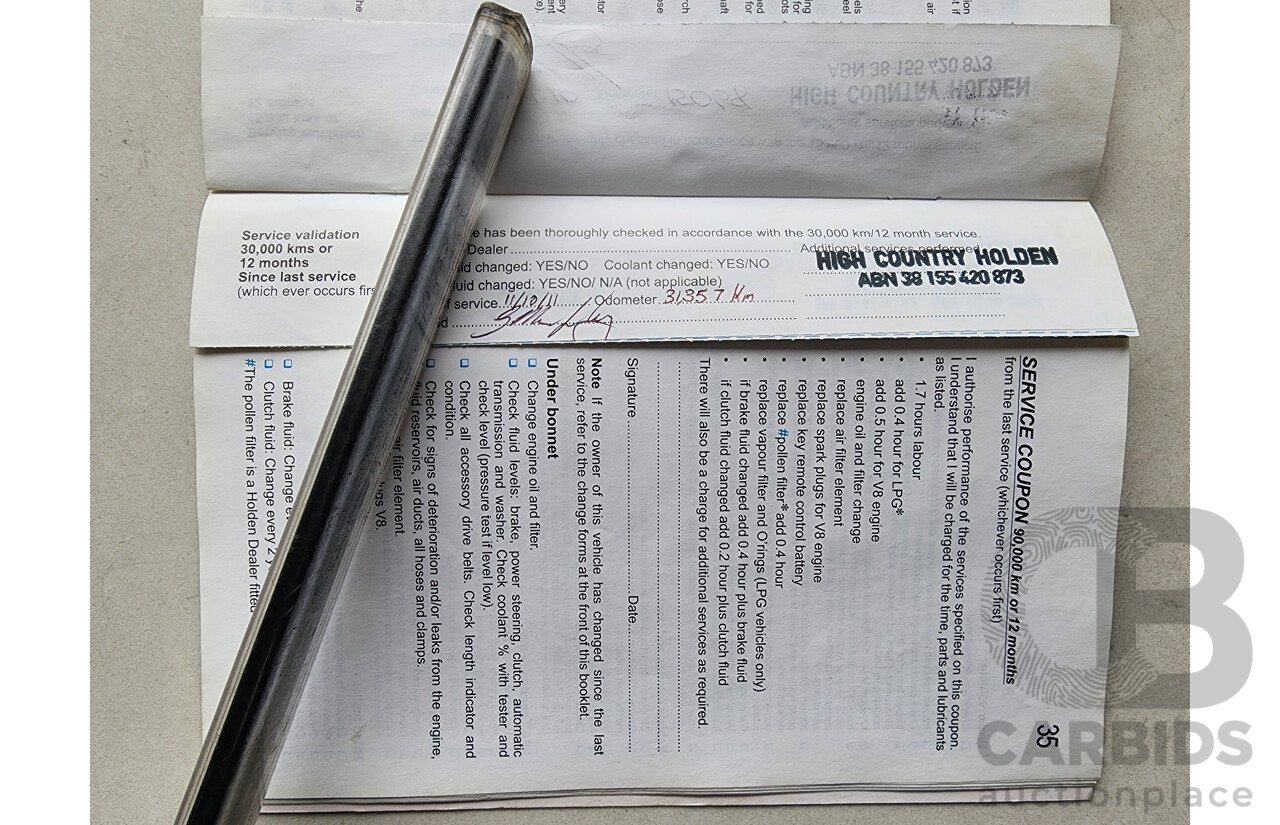 Service validation
30,000 kms or
12 months
Since last service
(which ever occurs
e has been thoroughly checked in accordance with the 30,000 km/12 month service.
Dealer
Additional services performed
changed: YES/NO Coolant changed: YES/NO
changed: YES/NO/ N/A (not applicable)
service 11/10/11 Odometer 31357 Km
HIGH COUNTRY HOLDEN
ABN 38 155 420 873
SERVICE COUPON 90,000 km or 12 months
35
from the last service (whichever occurs first)
I authorise performance of the services specified on this coupon.
I understand that I will be charged for the time, parts and lubricants
as listed.
• 1.7 hours labour
• add 0.4 hour for LPG*
• add 0.5 hour for V8 engine
• engine oil and filter change
• replace air filter element
• replace spark plugs for V8 engine
• replace key remote control battery
• replace #pollen filter* add 0.4 hour
• replace vapour filter and O'rings (LPG vehicles only)
• if brake fluid changed add 0.4 hour plus brake fluid
• if clutch fluid changed add 0.2 hour plus clutch fluid
There will also be a charge for additional services as required.
Signature Date
Note If the owner of this vehicle has changed since the last
service, refer to the change forms at the front of this booklet.
Under bonnet
Change engine oil and filter.
Check fluid levels: brake, power steering, clutch, automatic
transmission and washer. Check coolant % with tester and
check level (pressure test if level low).
Check all accessory drive belts. Check length indicator and
condition.
Check for signs of deterioration and/or leaks from the engine,
fluid reservoirs, air ducts, all hoses and clamps.
air filter element.
V8.
Brake fluid: Change
Clutch fluid: Change every 2
#The pollen filter is a Holden Dealer fitted
CARBIDS
auctionplace